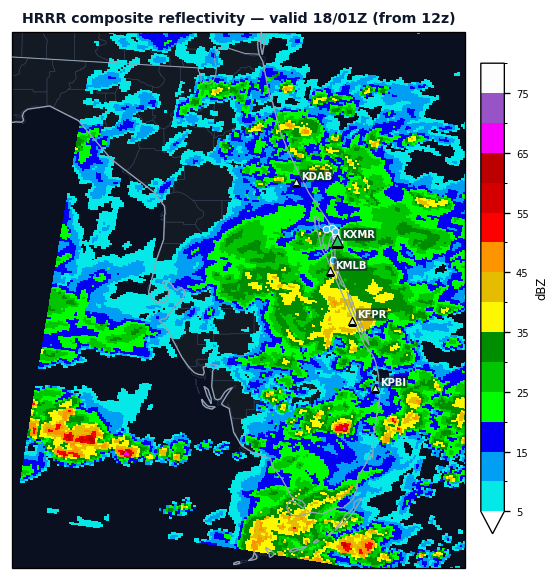 HRRR composite reflectivity — valid 18/01Z (from 12z)
KDAB
KXMR
KMLB
KFPR
KPBI
75
65
55
45
35
25
15
5
dBZ